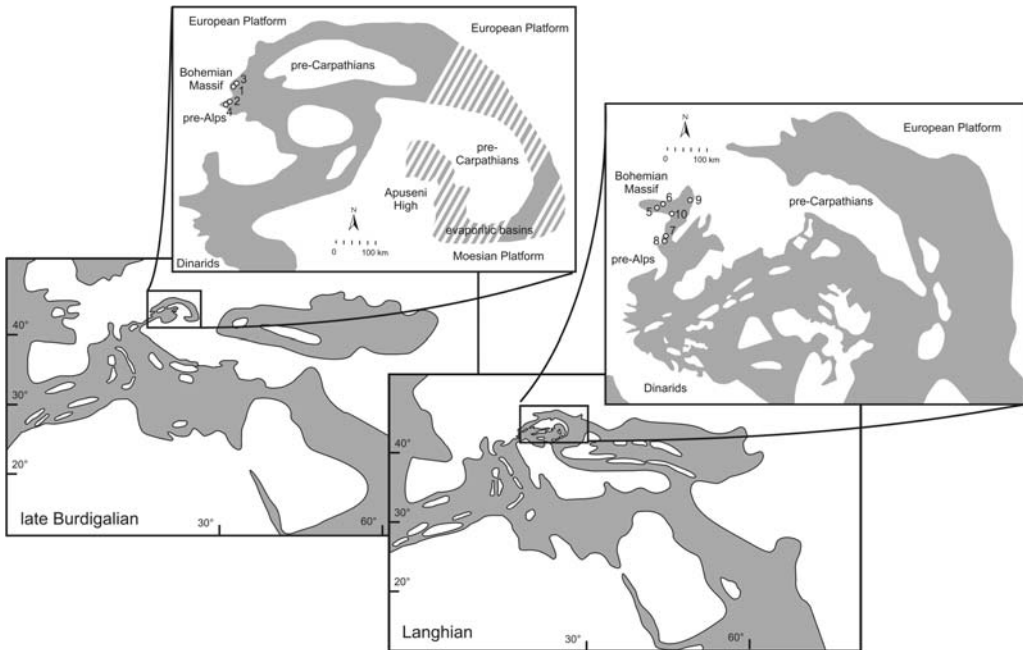 European Platform
European Platform
pre-Carpathians
Bohemian
Massif
3
1
2
4
pre-Alps
pre-
Carpathians
Apuseni
High
N
0 100 km
evaporitic basins
Moesian Platform
Dinarids
European Platform
N
0 100 km
Bohemian
Massif
6
9
5
10
pre-Carpathians
7
8
pre-Alps
Dinarids
40°
30°
20°
late Burdigalian
30°
60°
40°
30°
20°
Langhian
30°
60°